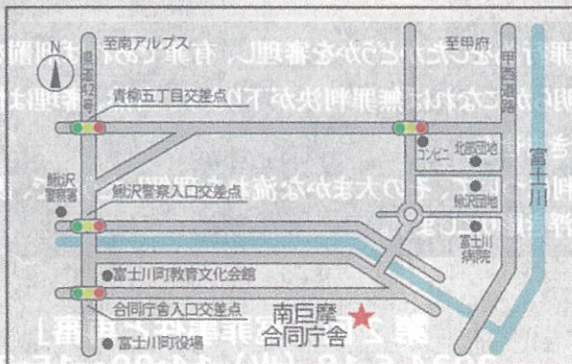 至南アルプス
至甲府
N
県道42号
甲西道路
青柳五丁目交差点
コンビニ
北部団地
富士川
鰍沢
警察署
鰍沢警察入口交差点
鰍沢団地
富士川
病院
富士川町教育文化会館
合同庁舎入口交差点
南巨摩
合同庁舎
富士川町役場